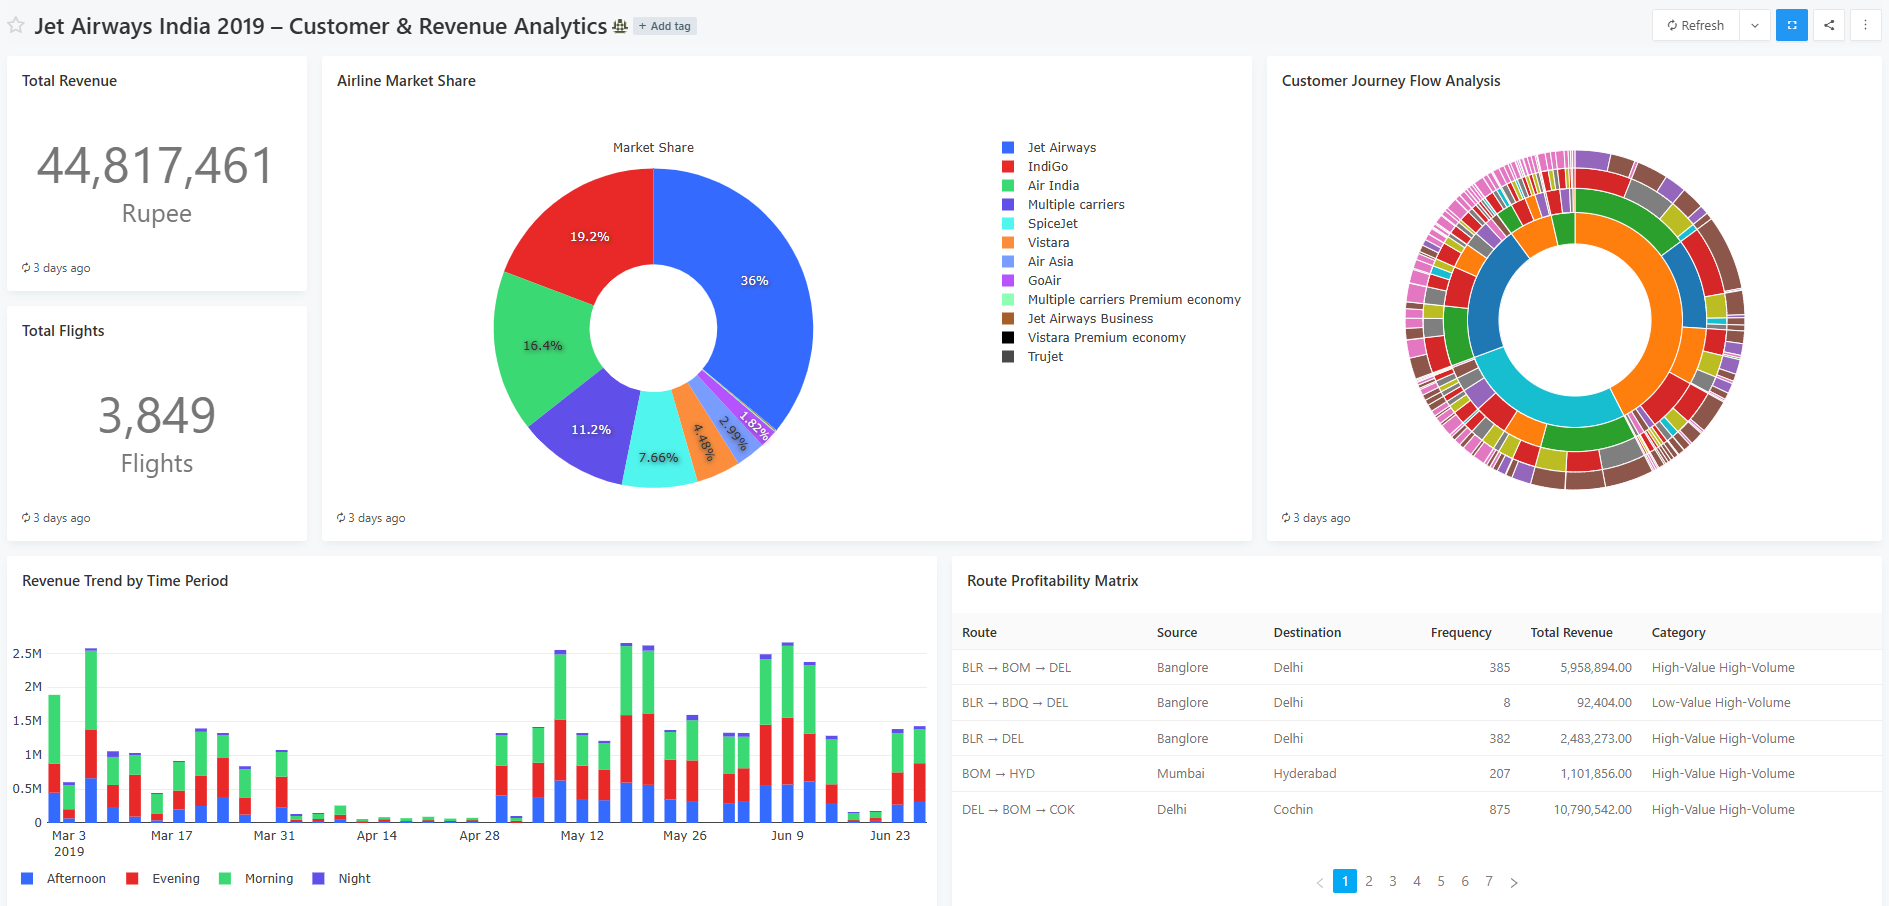 Jet Airways India 2019 – Customer & Revenue Analytics
+ Add tag
Refresh
Total Revenue
44,817,461
Rupee
3 days ago
Total Flights
3,849
Flights
3 days ago
Airline Market Share
Market Share
36%
19.2%
16.4%
11.2%
7.66%
4.48%
2.99%
1.82%
Jet Airways
IndiGo
Air India
Multiple carriers
SpiceJet
Vistara
Air Asia
GoAir
Multiple carriers Premium economy
Jet Airways Business
Vistara Premium economy
Trujet
3 days ago
Customer Journey Flow Analysis
3 days ago
Revenue Trend by Time Period
2.5M
2M
1.5M
1M
0.5M
0
Mar 3 Mar 17 Mar 31 Apr 14 Apr 28 May 12 May 26 Jun 9 Jun 23
2019
Afternoon Evening Morning Night
Route Profitability Matrix
Route Source Destination Frequency Total Revenue Category
BLR → BOM → DEL Banglore Delhi 385 5,958,894.00 High-Value High-Volume
BLR → BDQ → DEL Banglore Delhi 8 92,404.00 Low-Value High-Volume
BLR → DEL Banglore Delhi 382 2,483,273.00 High-Value High-Volume
BOM → HYD Mumbai Hyderabad 207 1,101,856.00 High-Value High-Volume
DEL → BOM → COK Delhi Cochin 875 10,790,542.00 High-Value High-Volume
< 1 2 3 4 5 6 7 >